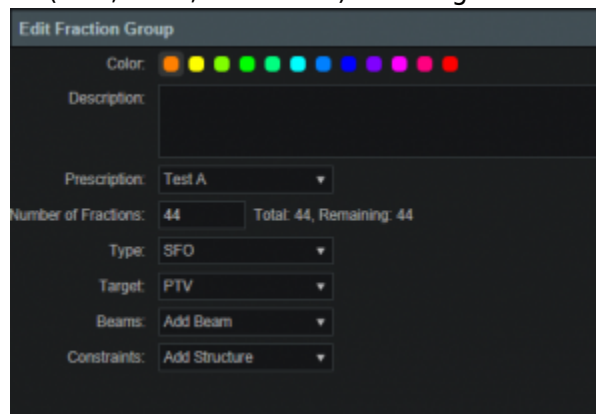 Edit Fraction Group
Color:
Description:
Prescription: Test A
Number of Fractions: 44 Total: 44, Remaining: 44
Type: SFO
Target: PTV
Beams: Add Beam
Constraints: Add Structure